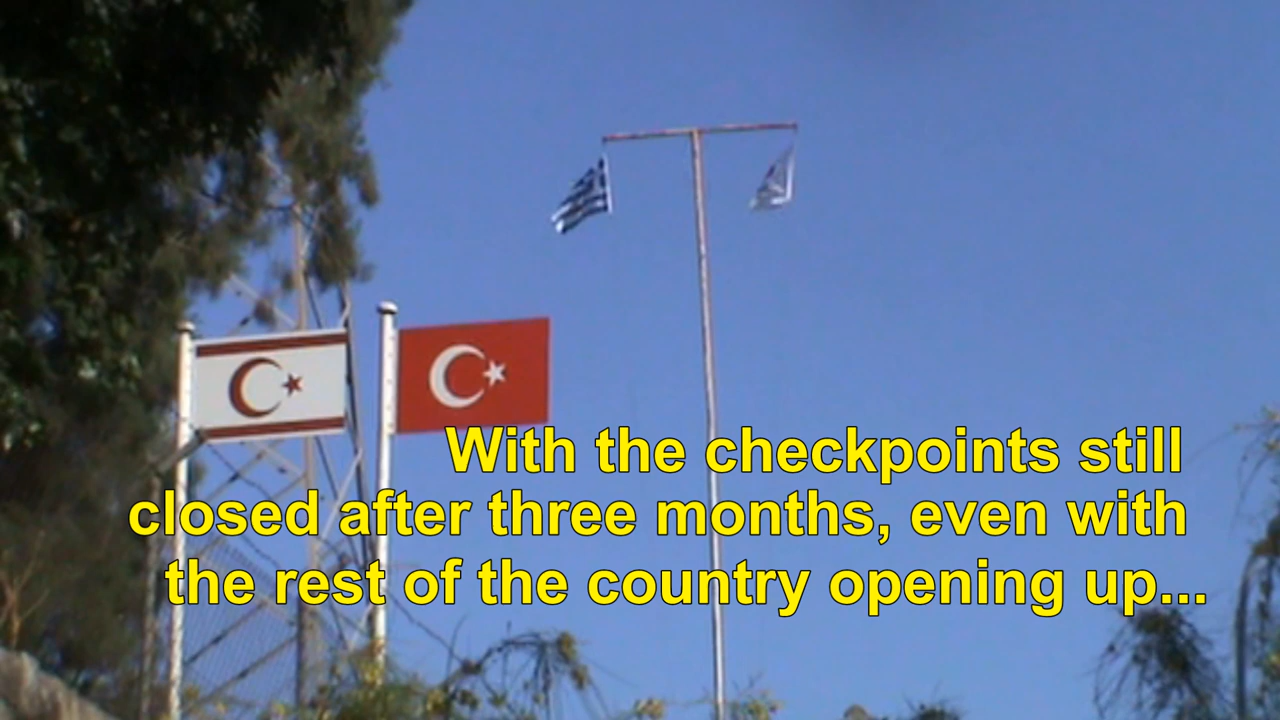 With the checkpoints still
closed after three months, even with
the rest of the country opening up...